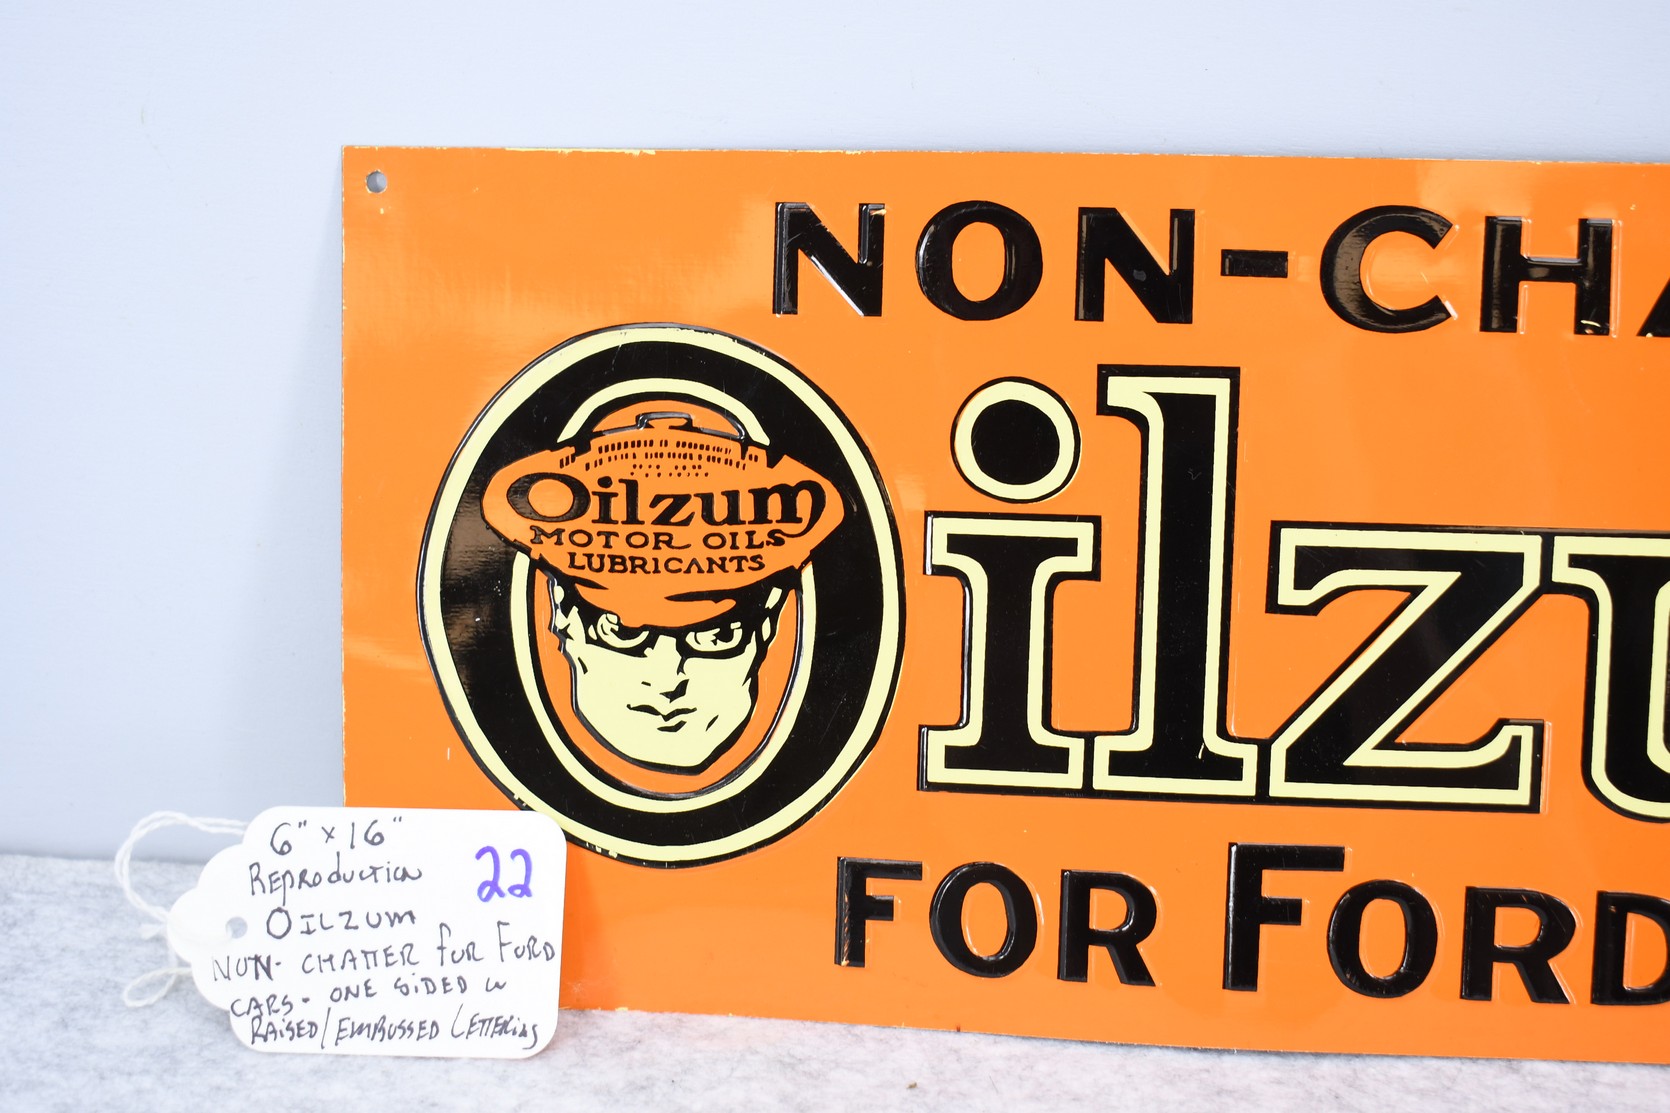 NON-CHA
Oilzum
MOTOR OILS
LUBRICANTS
Oilzu
FOR FORD
6" x 16"
22
REPRODUCTION
OILZUM
NON- CHATTER FOR FORD
CARS- ONE SiDED w
RAISED/EMBOSSED LETTERiNg